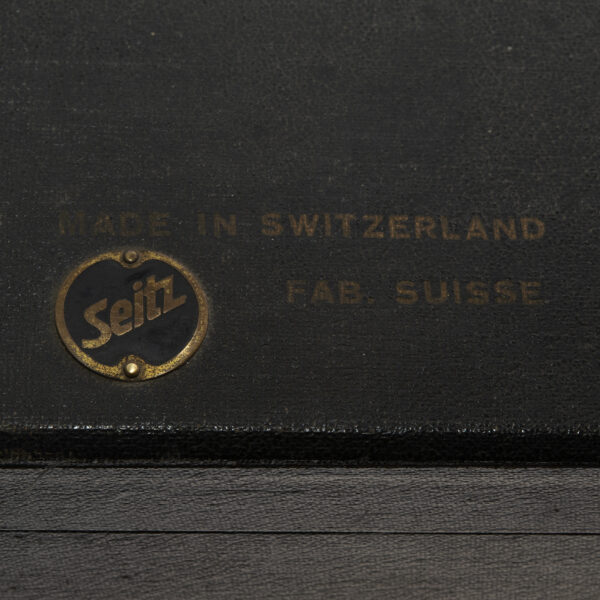 MADE IN SWITZERLAND
FAB. SUISSE
Seitz